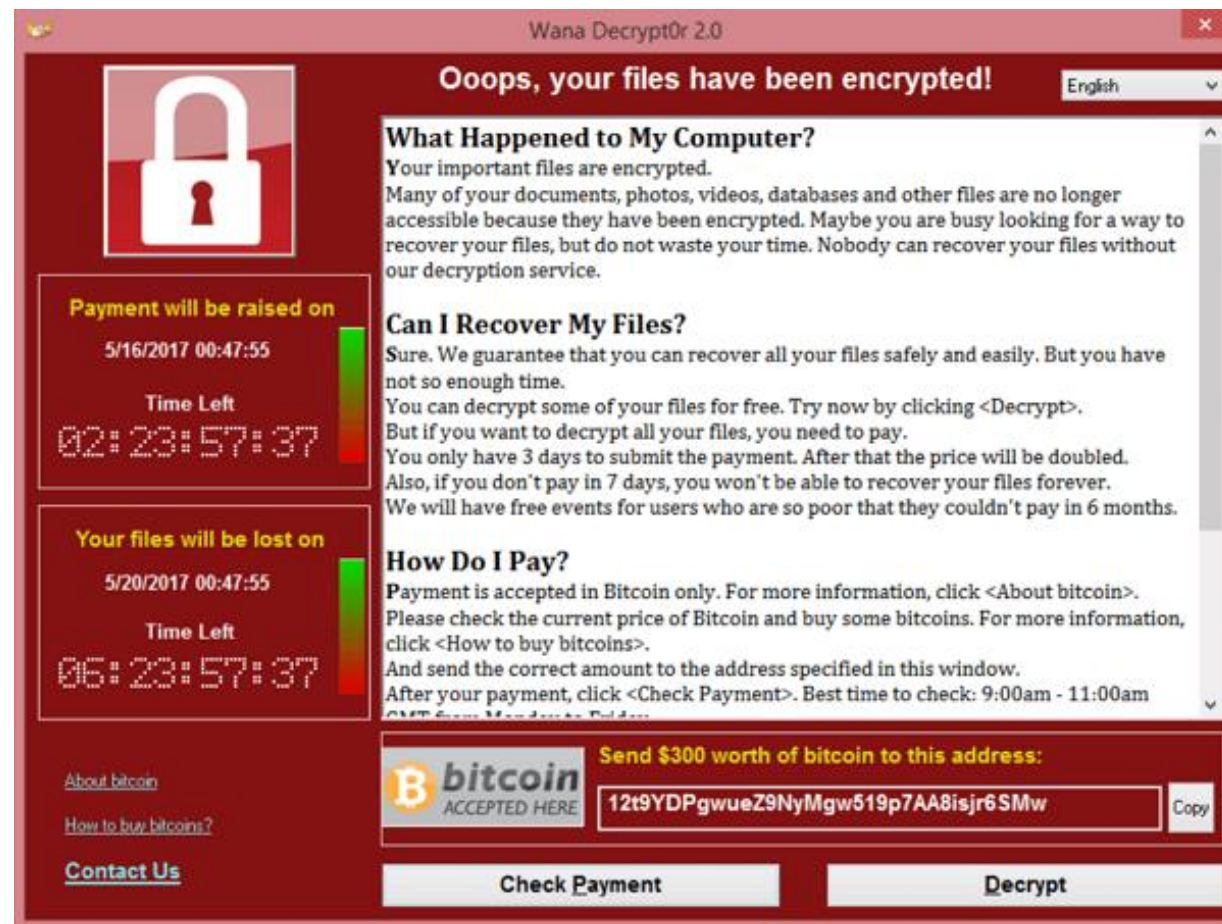 Wana Decrypt0r 2.0
Ooops, your files have been encrypted!
English
Payment will be raised on
5/16/2017 00:47:55
Time Left
02:23:57:37
Your files will be lost on
5/20/2017 00:47:55
Time Left
06:23:57:37
About bitcoin
How to buy bitcoins?
Contact Us
What Happened to My Computer?
Your important files are encrypted.
Many of your documents, photos, videos, databases and other files are no longer
accessible because they have been encrypted. Maybe you are busy looking for a way to
recover your files, but do not waste your time. Nobody can recover your files without
our decryption service.
Can I Recover My Files?
Sure. We guarantee that you can recover all your files safely and easily. But you have
not so enough time.
You can decrypt some of your files for free. Try now by clicking <Decrypt>.
But if you want to decrypt all your files, you need to pay.
You only have 3 days to submit the payment. After that the price will be doubled.
Also, if you don't pay in 7 days, you won't be able to recover your files forever.
We will have free events for users who are so poor that they couldn't pay in 6 months.
How Do I Pay?
Payment is accepted in Bitcoin only. For more information, click <About bitcoin>.
Please check the current price of Bitcoin and buy some bitcoins. For more information,
click <How to buy bitcoins>.
And send the correct amount to the address specified in this window.
After your payment, click <Check Payment>. Best time to check: 9:00am - 11:00am
GMT from Monday to Friday
bitcoin
ACCEPTED HERE
Send $300 worth of bitcoin to this address:
12t9YDPgwueZ9NyMgw519p7AA8isjr6SMw
Copy
Check Payment
Decrypt